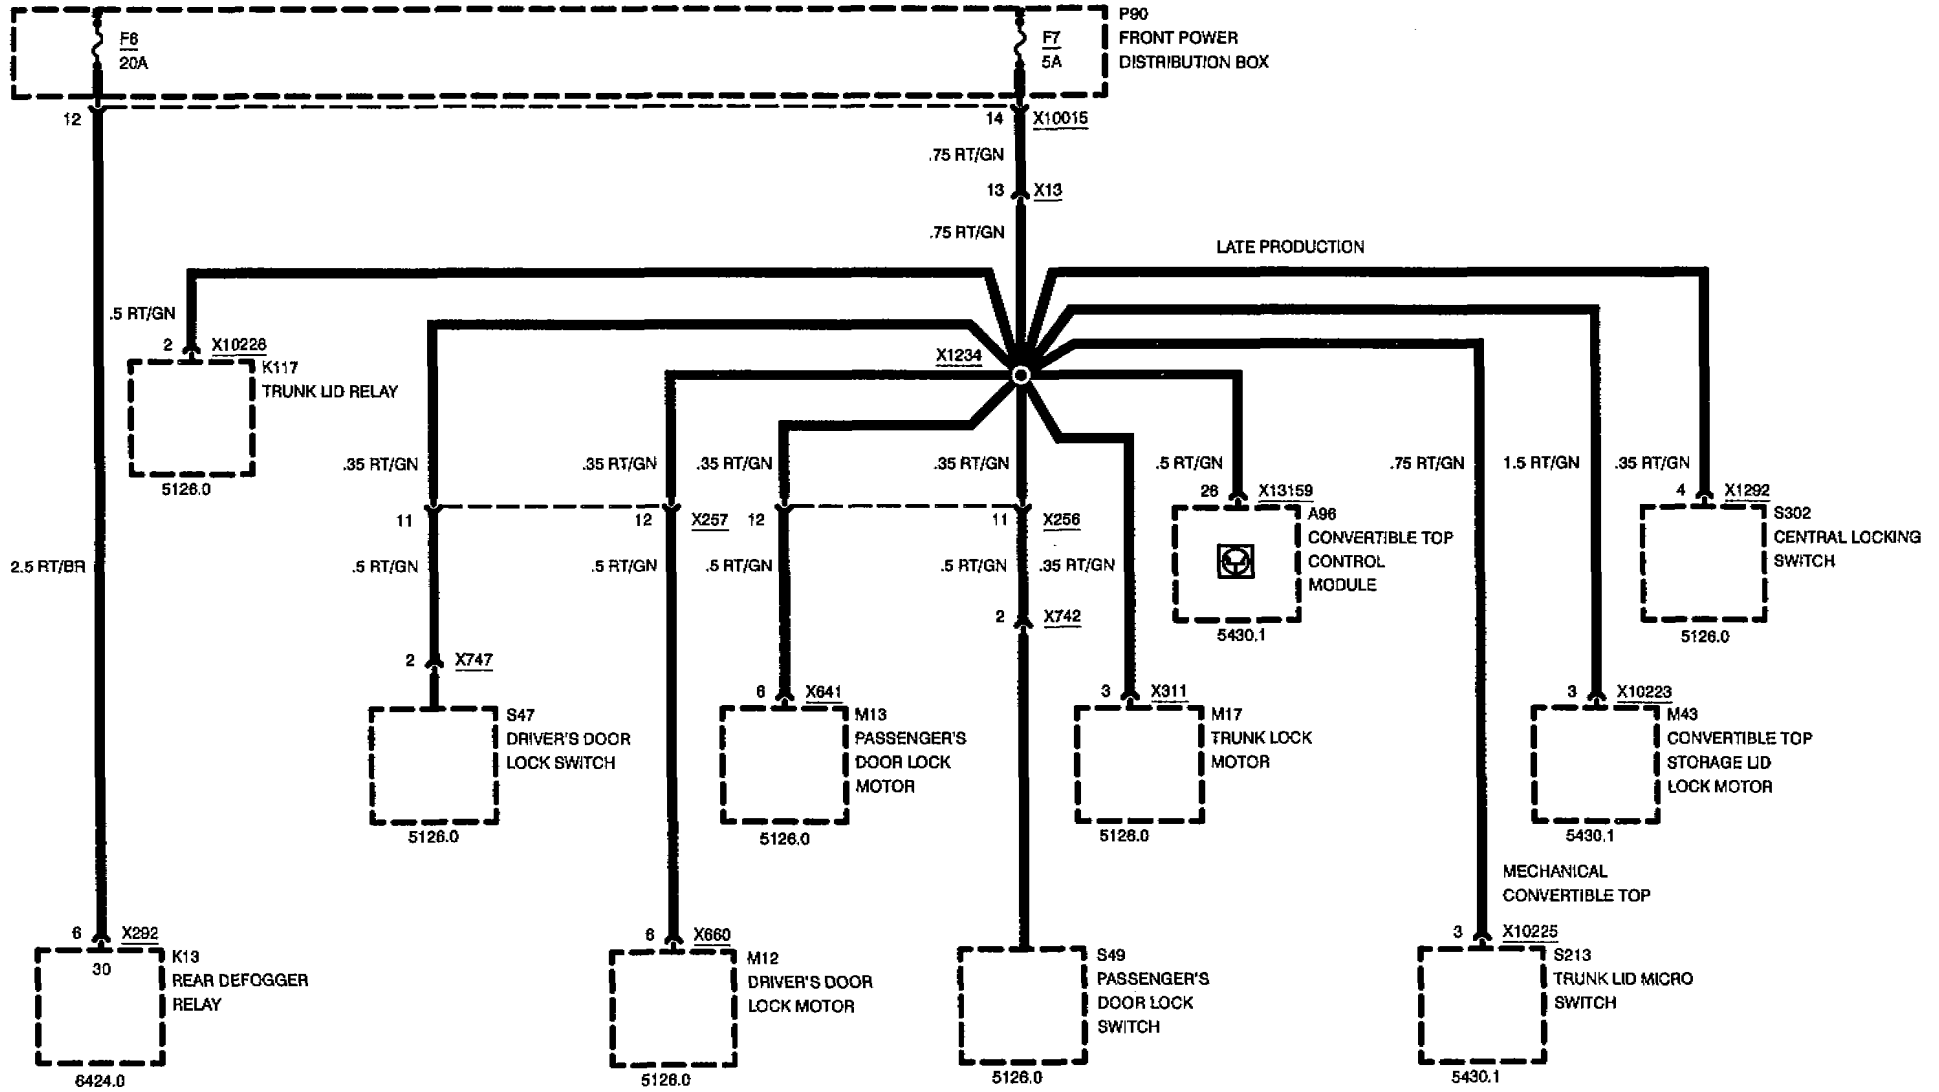 F6
20A
F7
5A
P90
FRONT POWER
DISTRIBUTION BOX
12
14 X10015
.75 RT/GN
13 X13
.75 RT/GN
LATE PRODUCTION
.5 RT/GN
2 X10228
K117
TRUNK LID RELAY
5126.0
X1234
.35 RT/GN
.35 RT/GN
.35 RT/GN
.35 RT/GN
.5 RT/GN
.75 RT/GN
1.5 RT/GN
.35 RT/GN
11
12 X257
12
11 X256
26 X13159
A96
CONVERTIBLE TOP
CONTROL
MODULE
5430.1
4 X1292
S302
CENTRAL LOCKING
SWITCH
5126.0
2.5 RT/BR
.5 RT/GN
.5 RT/GN
.5 RT/GN
.5 RT/GN
.35 RT/GN
2 X742
2 X747
S47
DRIVER'S DOOR
LOCK SWITCH
5126.0
6 X641
M13
PASSENGER'S
DOOR LOCK
MOTOR
5126.0
3 X311
M17
TRUNK LOCK
MOTOR
5126.0
3 X10223
M43
CONVERTIBLE TOP
STORAGE LID
LOCK MOTOR
5430.1
MECHANICAL
CONVERTIBLE TOP
6 X292
30
K13
REAR DEFOGGER
RELAY
6424.0
6 X660
M12
DRIVER'S DOOR
LOCK MOTOR
5126.0
S49
PASSENGER'S
DOOR LOCK
SWITCH
5126.0
3 X10225
S213
TRUNK LID MICRO
SWITCH
5430.1